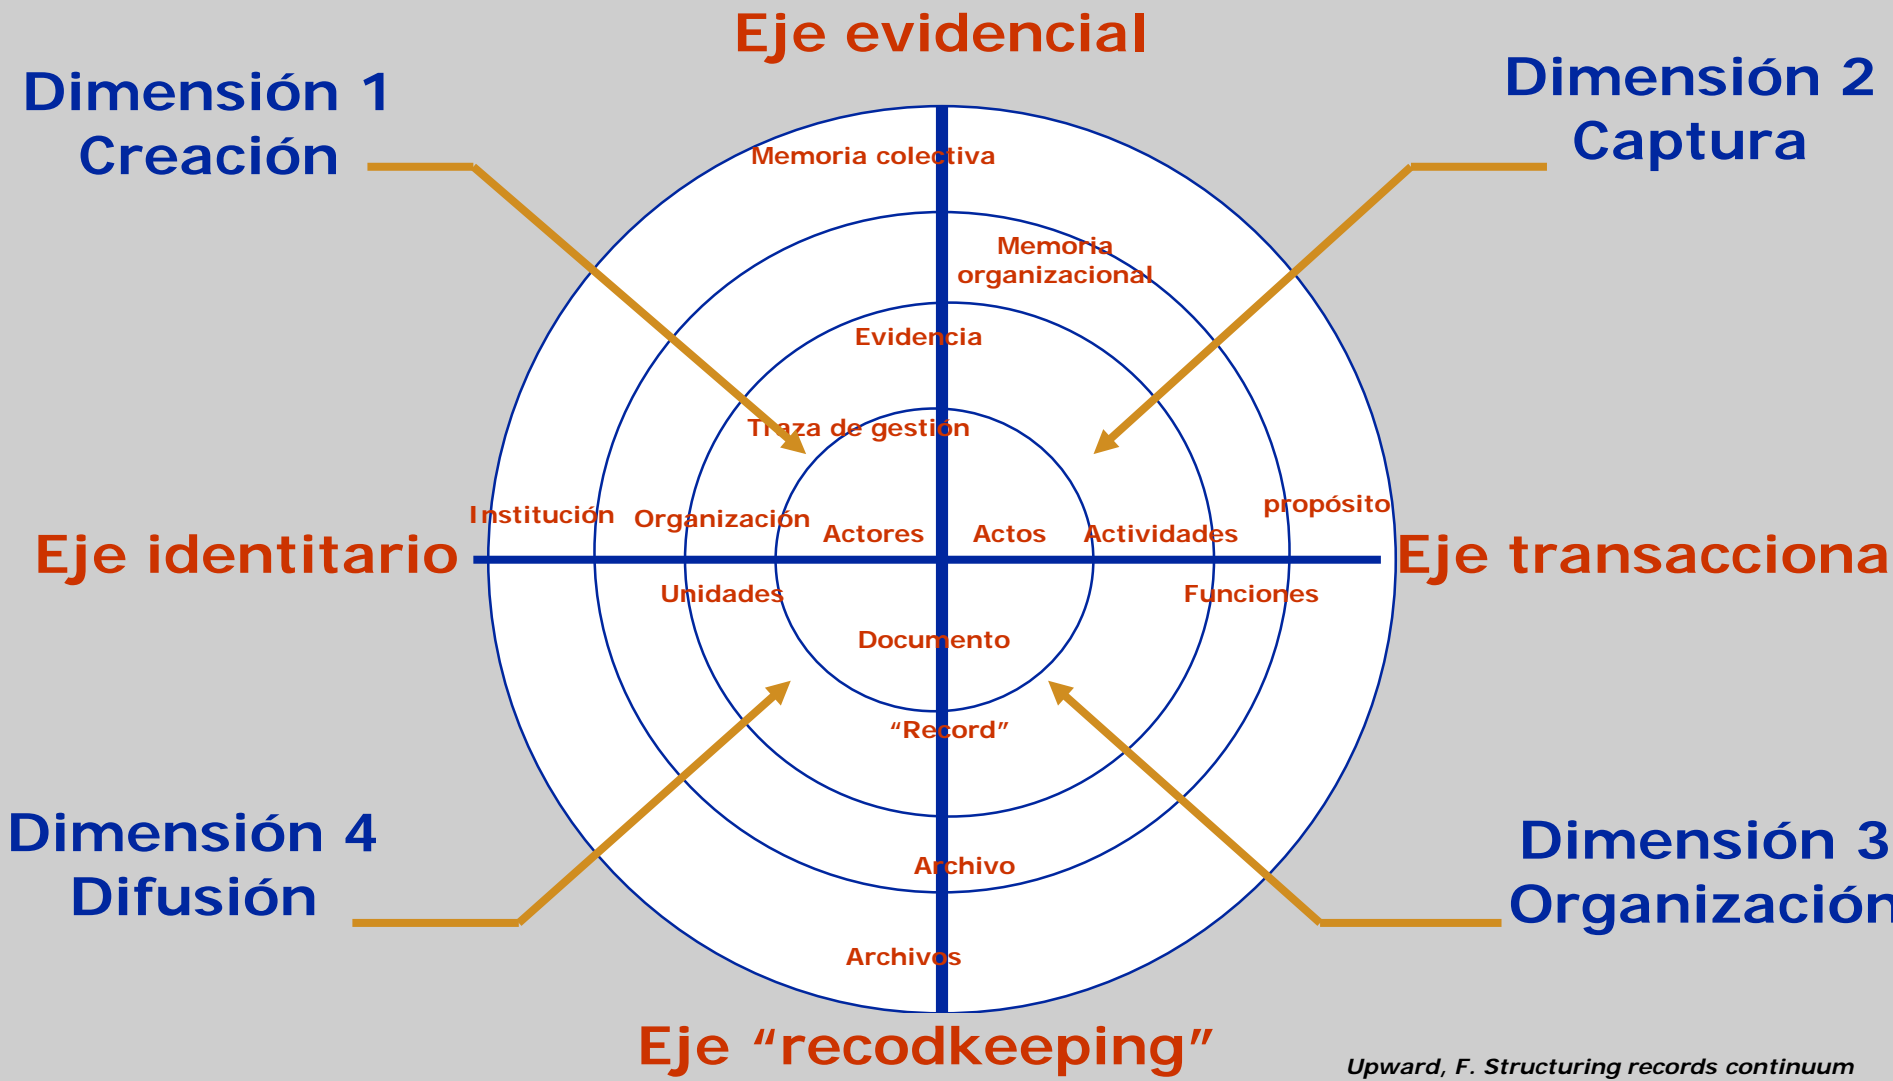 Eje evidencial
Dimensión 1
Creación
Dimensión 2
Captura
Memoria colectiva
Memoria
organizacional
Evidencia
Traza de gestión
Institución
Organización
Actores
Actos
Actividades
propósito
Eje identitario
Eje transacciona
Unidades
Funciones
Documento
“Record”
Dimensión 4
Difusión
Dimensión 3
Organización
Archivo
Archivos
Eje “recodkeeping”
Upward, F. Structuring records continuum